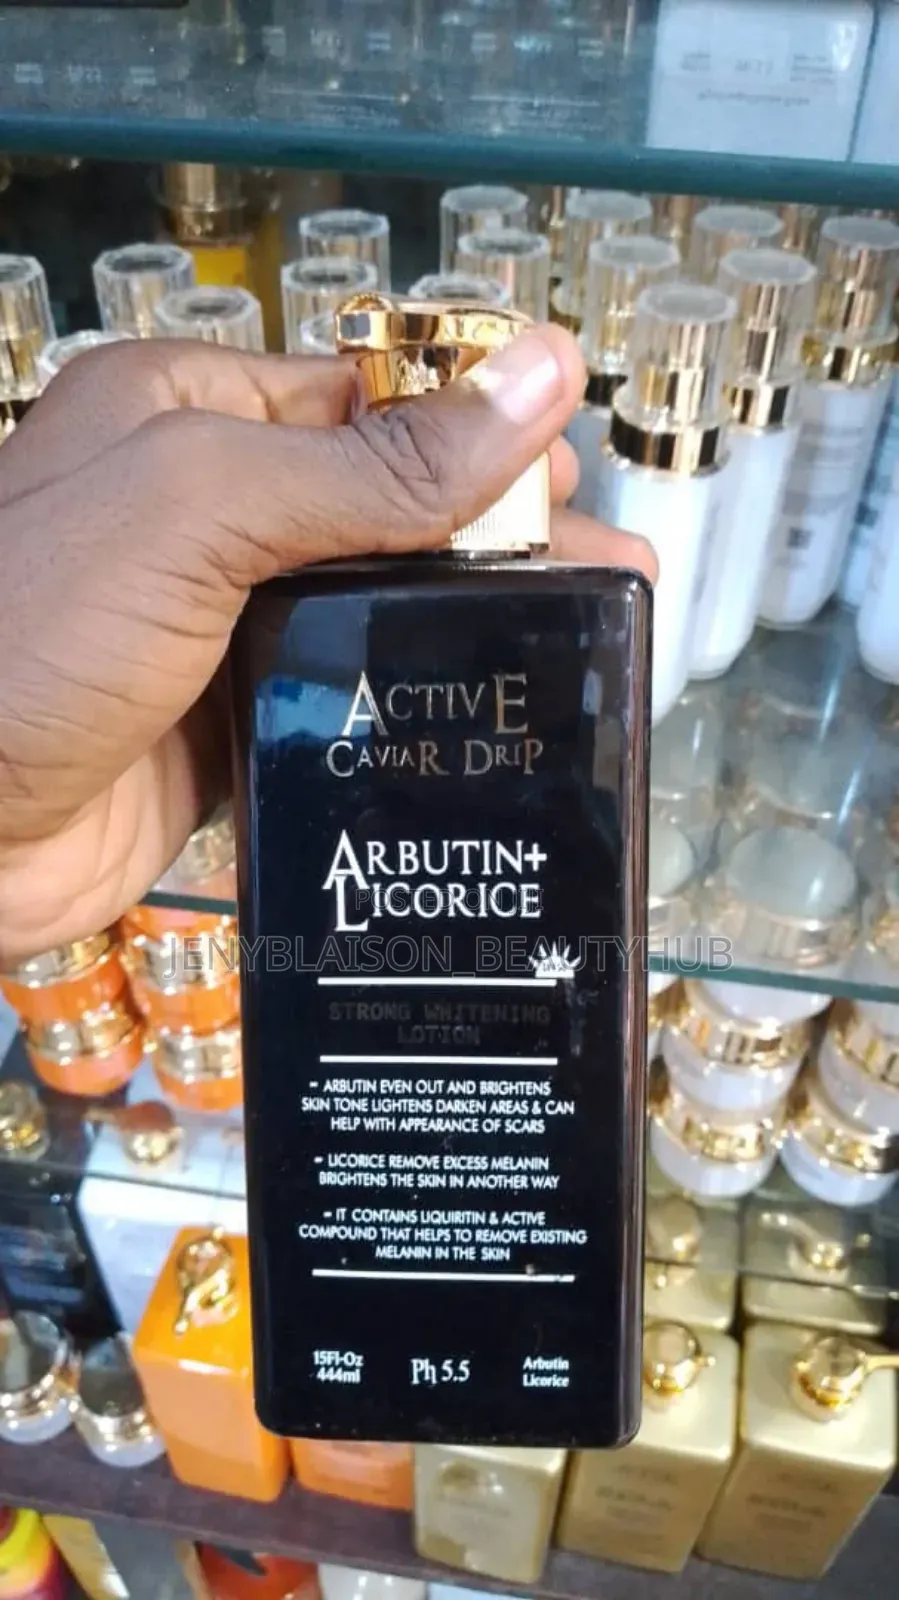 ACTIVE
CAVIAR DRIP
ARBUTIN+
LICORICE
POSTED ON
JENYBLAISON_BEAUTYHUB
STRONG WHITENING
LOTION
- ARBUTIN EVEN OUT AND BRIGHTENS
SKIN TONE LIGHTENS DARKEN AREAS & CAN
HELP WITH APPEARANCE OF SCARS
- LICORICE REMOVE EXCESS MELANIN
BRIGHTENS THE SKIN IN ANOTHER WAY
- IT CONTAINS LIQUIRITIN & ACTIVE
COMPOUND THAT HELPS TO REMOVE EXISTING
MELANIN IN THE SKIN
15Fl-Oz
444ml
Ph 5.5
Arbutin
Licorice